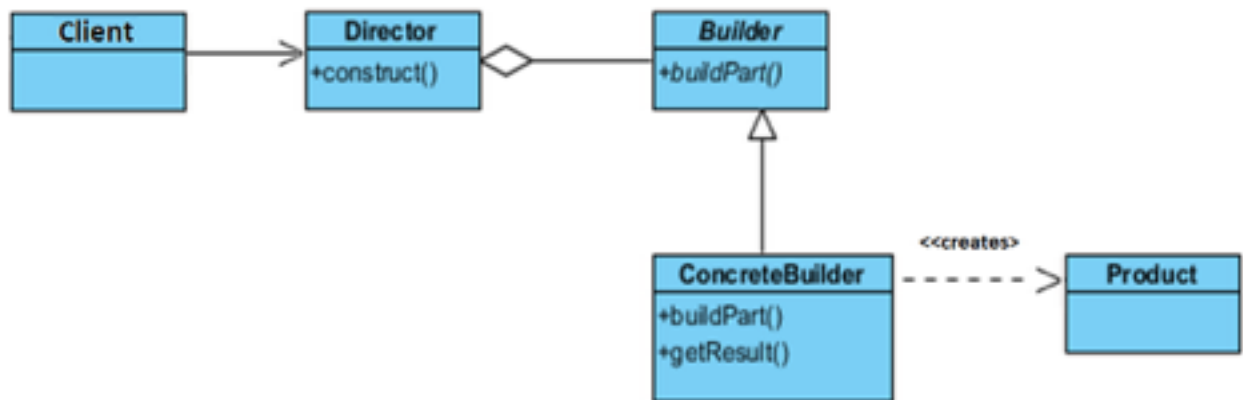 Client
Director
+construct()
Builder
+buildPart()
<<creates>
ConcreteBuilder
+buildPart()
+getResult()
Product